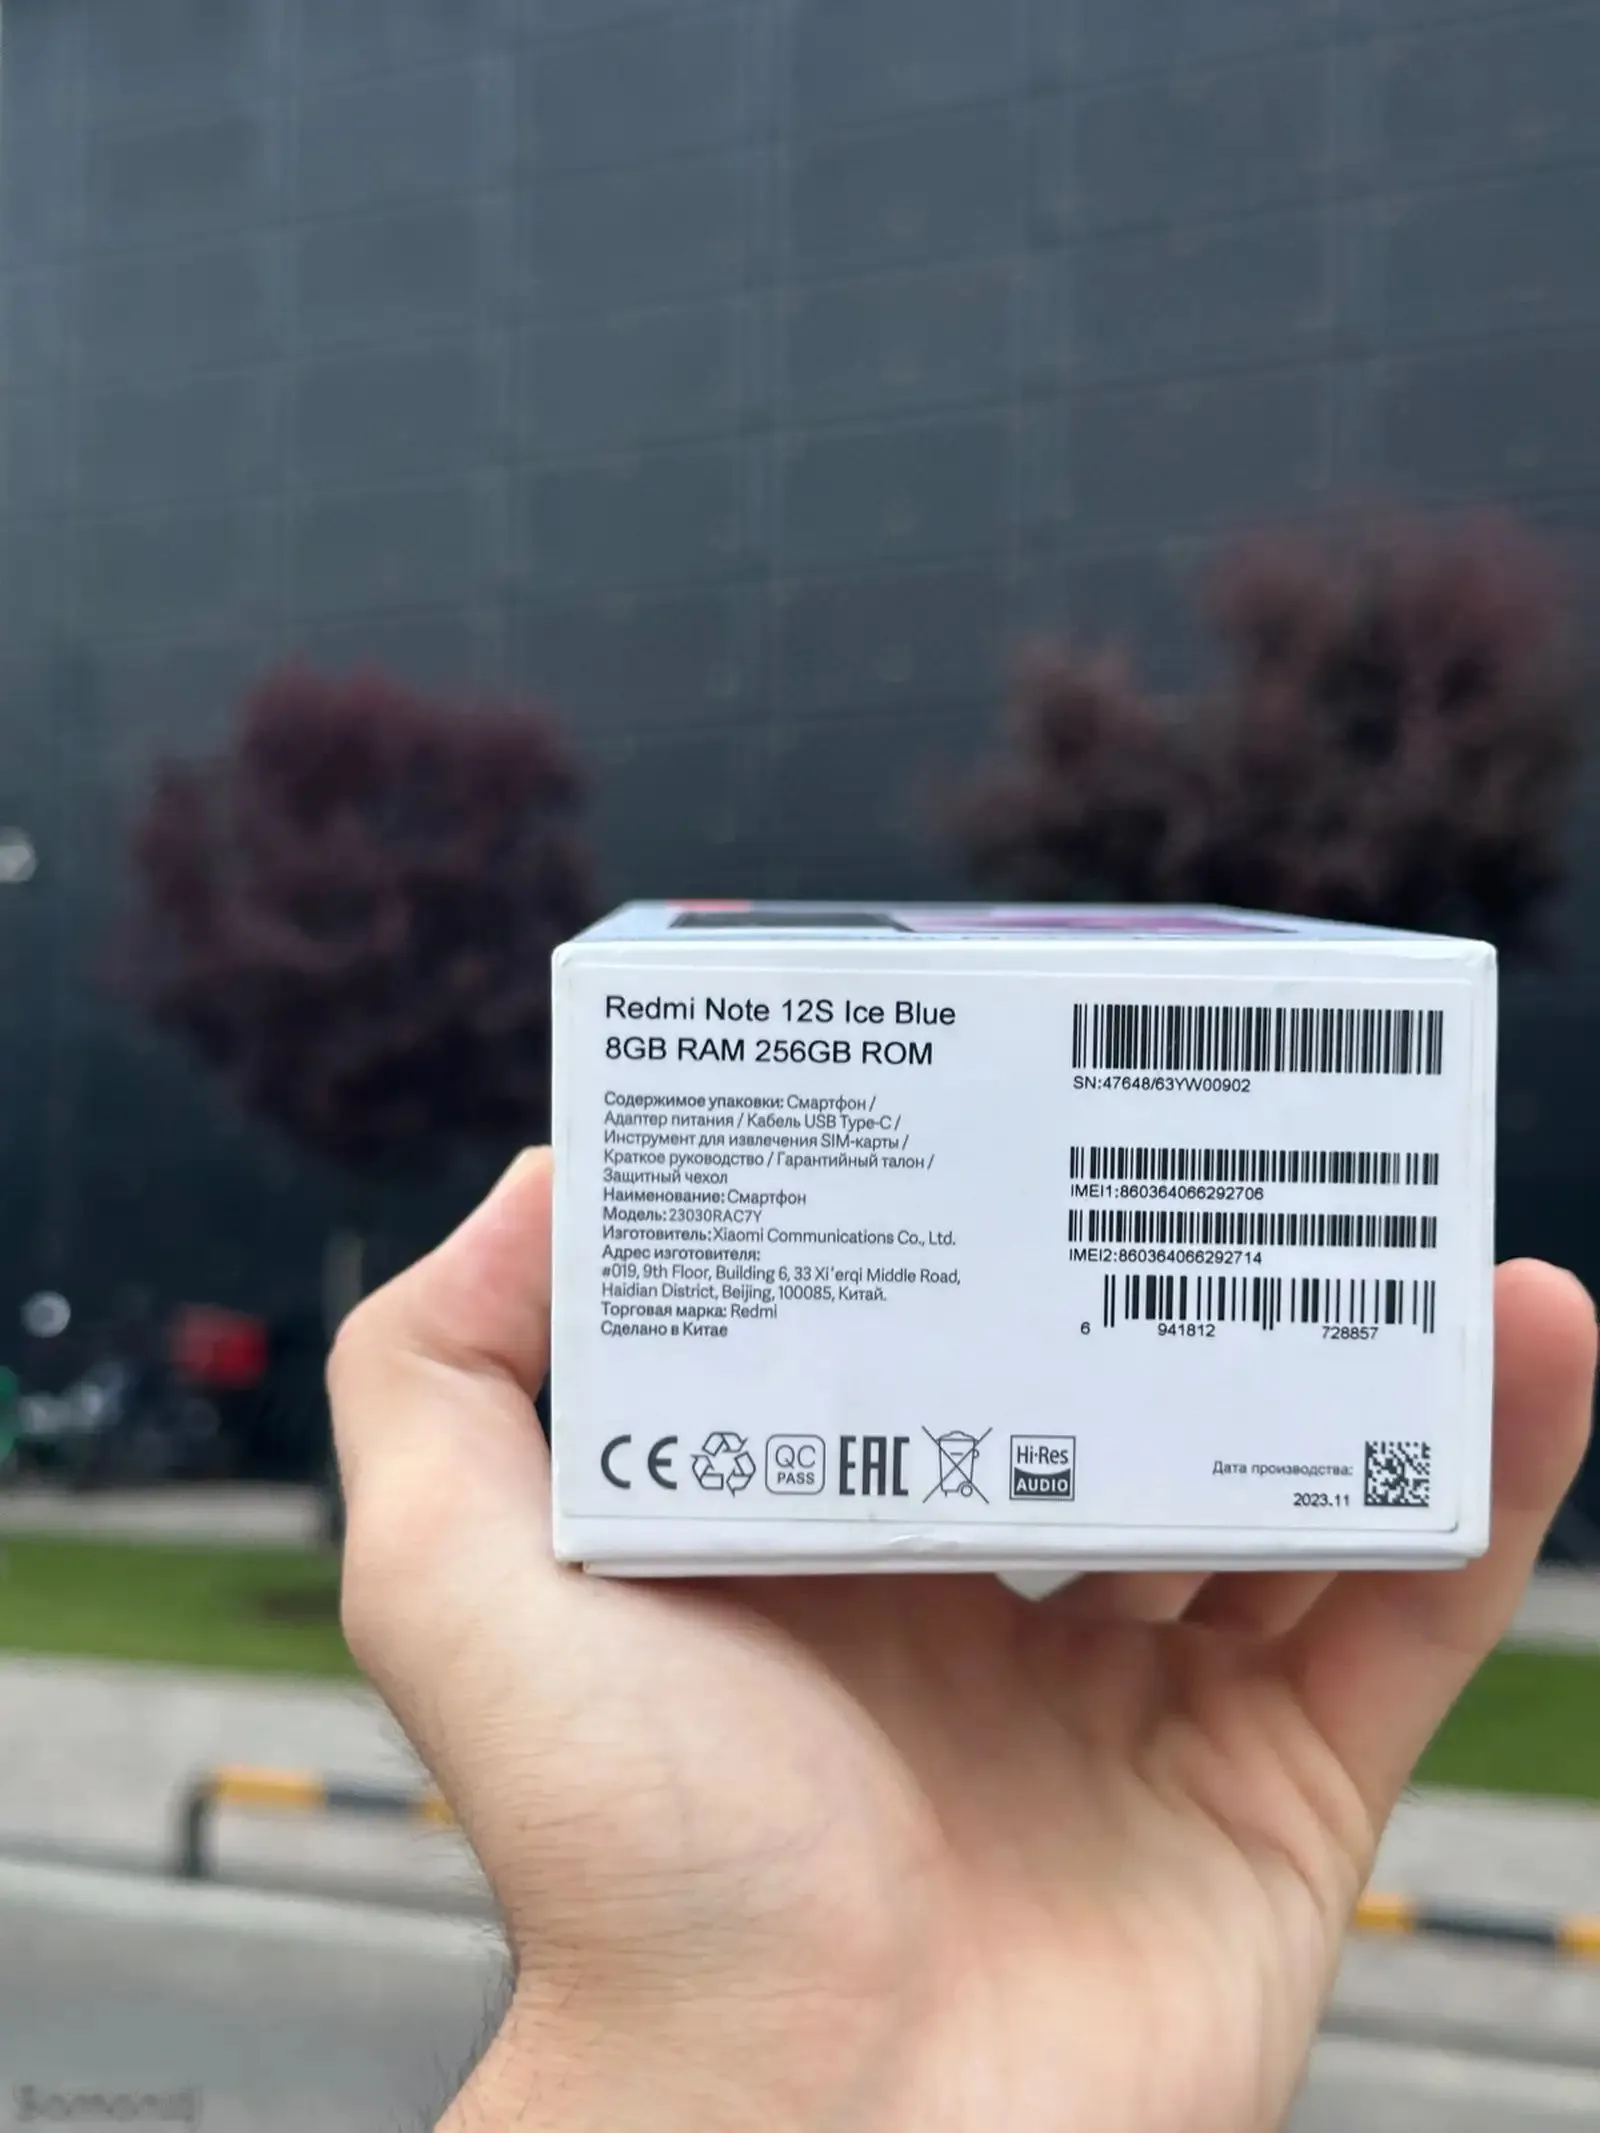 Redmi Note 12S Ice Blue
8GB RAM 256GB ROM
Содержимое упаковки: Смартфон /
Адаптер питания / Кабель USB Type-C /
Инструмент для извлечения SIM-карты /
Краткое руководство / Гарантийный талон /
Защитный чехол
Наименование: Смартфон
Модель: 23030RAC7Y
Изготовитель: Xiaomi Communications Co., Ltd.
Адрес изготовителя:
#019, 9th Floor, Building 6, 33 Xi'erqi Middle Road,
Haidian District, Beijing, 100085, Китай.
Торговая марка: Redmi
Сделано в Китае
SN:47648/63YW00902
IMEI1:860364066292706
IMEI2:860364066292714
6 941812 728857
CE
QC
PASS
EAC
Hi-Res
AUDIO
Дата производства:
2023.11
Somon.tj